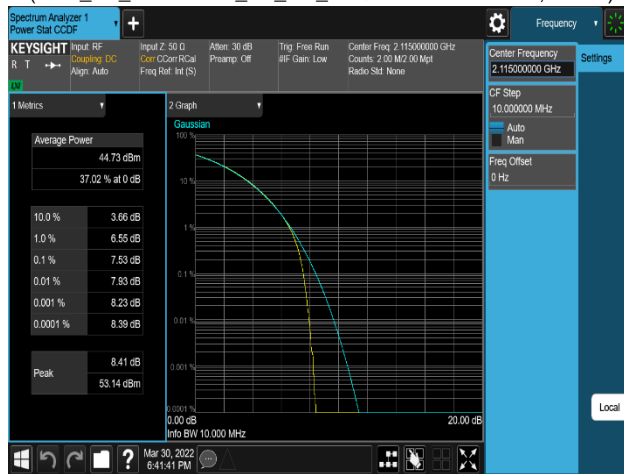 Spectrum Analyzer 1
Power Stat CCDF
Frequency
KEYSIGHT
R T
LV
Input: RF
Coupling: DC
Align: Auto
Input Z: 50 Ω
Corr CCorr RCal
Freq Ref: Int (S)
Atten: 30 dB
Preamp: Off
Trig: Free Run
#IF Gain: Low
Center Freq: 2.115000000 GHz
Counts: 2.00 M/2.00 Mpt
Radio Std: None
Center Frequency
2.115000000 GHz
Settings
CF Step
10.000000 MHz
Auto
Man
Freq Offset
0 Hz
1 Metrics
Average Power
44.73 dBm
37.02 % at 0 dB
10.0 % 3.66 dB
1.0 % 6.55 dB
0.1 % 7.53 dB
0.01 % 7.93 dB
0.001 % 8.23 dB
0.0001 % 8.39 dB
Peak
8.41 dB
53.14 dBm
2 Graph
Gaussian
100 %
10 %
1 %
0.1 %
0.01 %
0.001 %
0.0001 %
0.00 dB 20.00 dB
Info BW 10.000 MHz
Local
?
Mar 30, 2022
6:41:41 PM